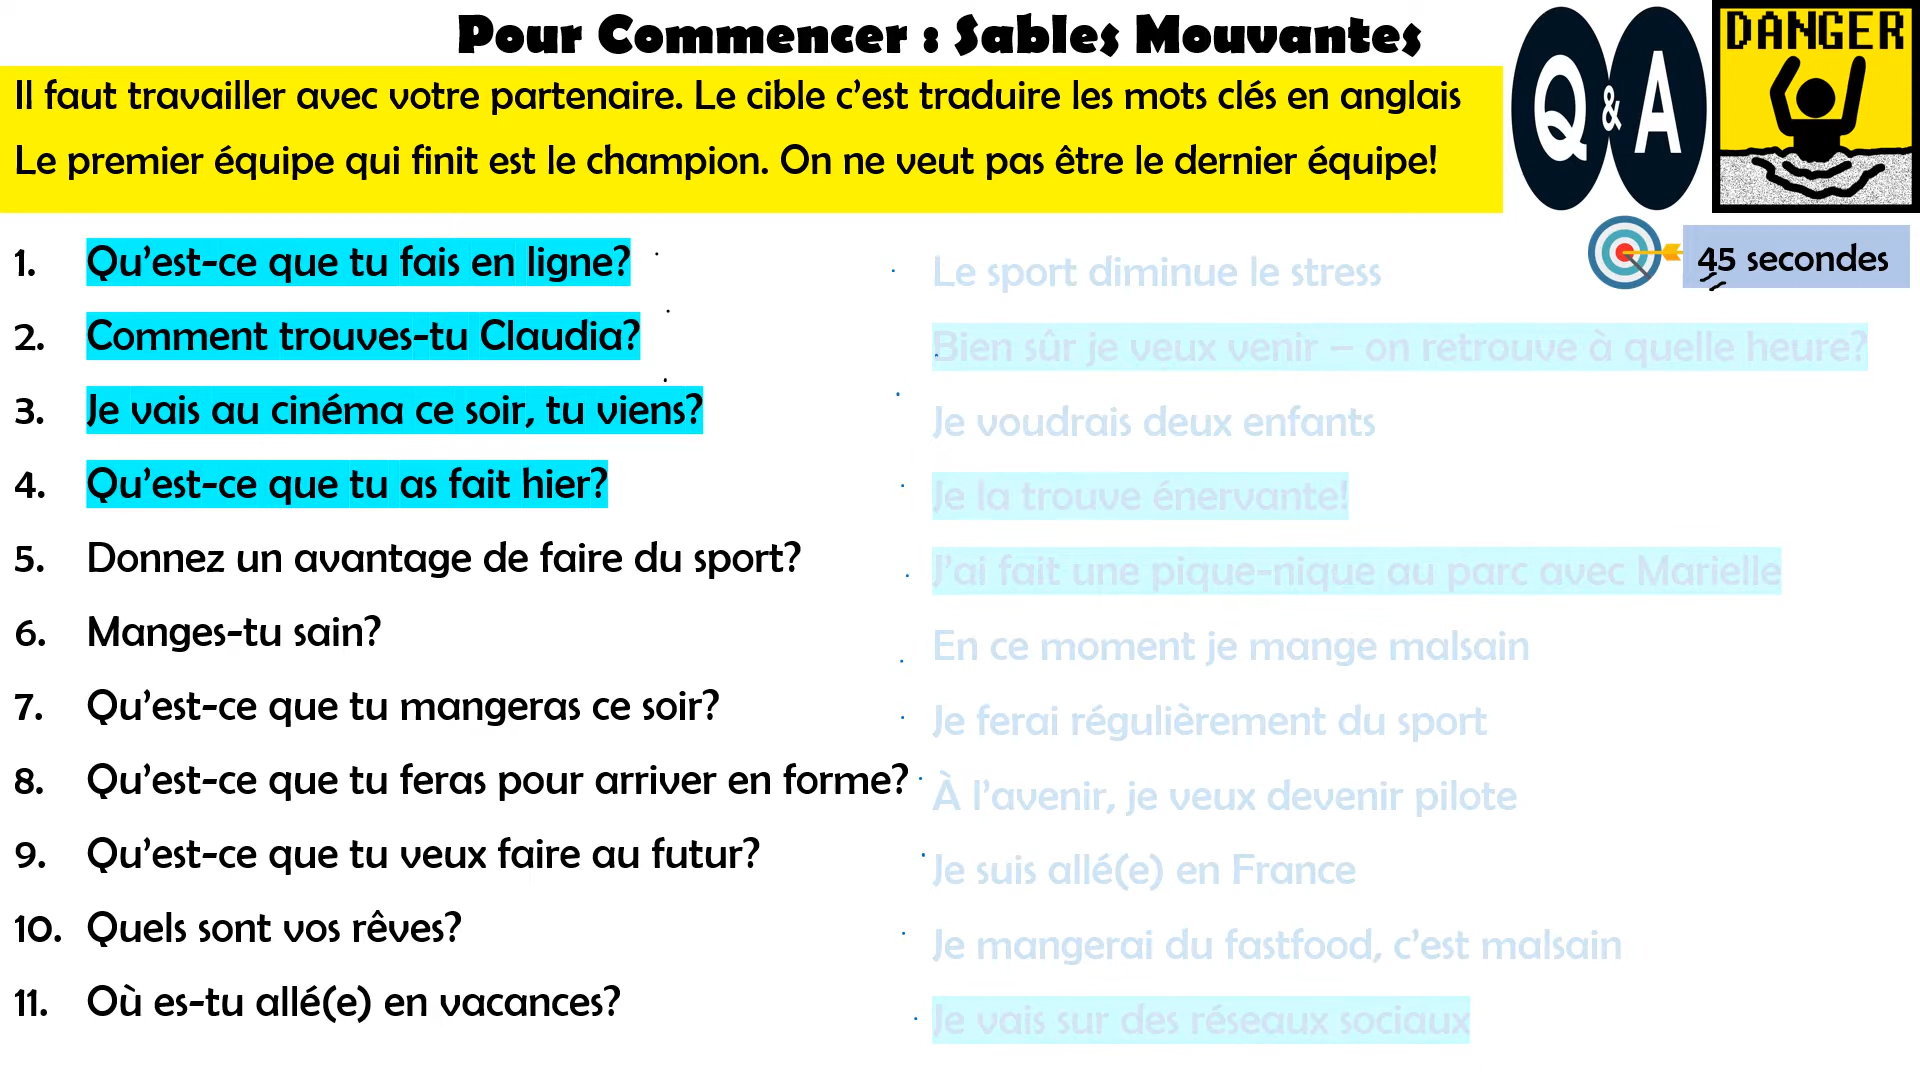 Pour Commencer : Sables Mouvantes
Il faut travailler avec votre partenaire. Le cible c’est traduire les mots clés en anglais
Le premier équipe qui finit est le champion. On ne veut pas être le dernier équipe!
Q & A
DANGER
45 secondes
1. Qu’est-ce que tu fais en ligne?
2. Comment trouves-tu Claudia?
3. Je vais au cinéma ce soir, tu viens?
4. Qu’est-ce que tu as fait hier?
5. Donnez un avantage de faire du sport?
6. Manges-tu sain?
7. Qu’est-ce que tu mangeras ce soir?
8. Qu’est-ce que tu feras pour arriver en forme?
9. Qu’est-ce que tu veux faire au futur?
10. Quels sont vos rêves?
11. Où es-tu allé(e) en vacances?
Le sport diminue le stress
Bien sûr je veux venir – on retrouve à quelle heure?
Je voudrais deux enfants
Je la trouve énervante!
J’ai fait une pique-nique au parc avec Marielle
En ce moment je mange malsain
Je ferai régulièrement du sport
À l’avenir, je veux devenir pilote
Je suis allé(e) en France
Je mangerai du fastfood, c’est malsain
Je vais sur des réseaux sociaux